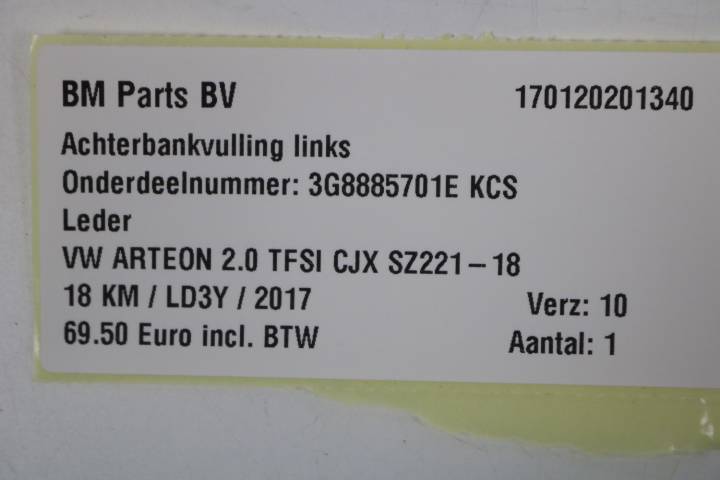 BM Parts BV 170120201340
Achterbankvulling links
Onderdeelnummer: 3G8885701E KCS
Leder
VW ARTEON 2.0 TFSI CJX SZ221-18
18 KM / LD3Y / 2017 Verz: 10
69.50 Euro incl. BTW Aantal: 1